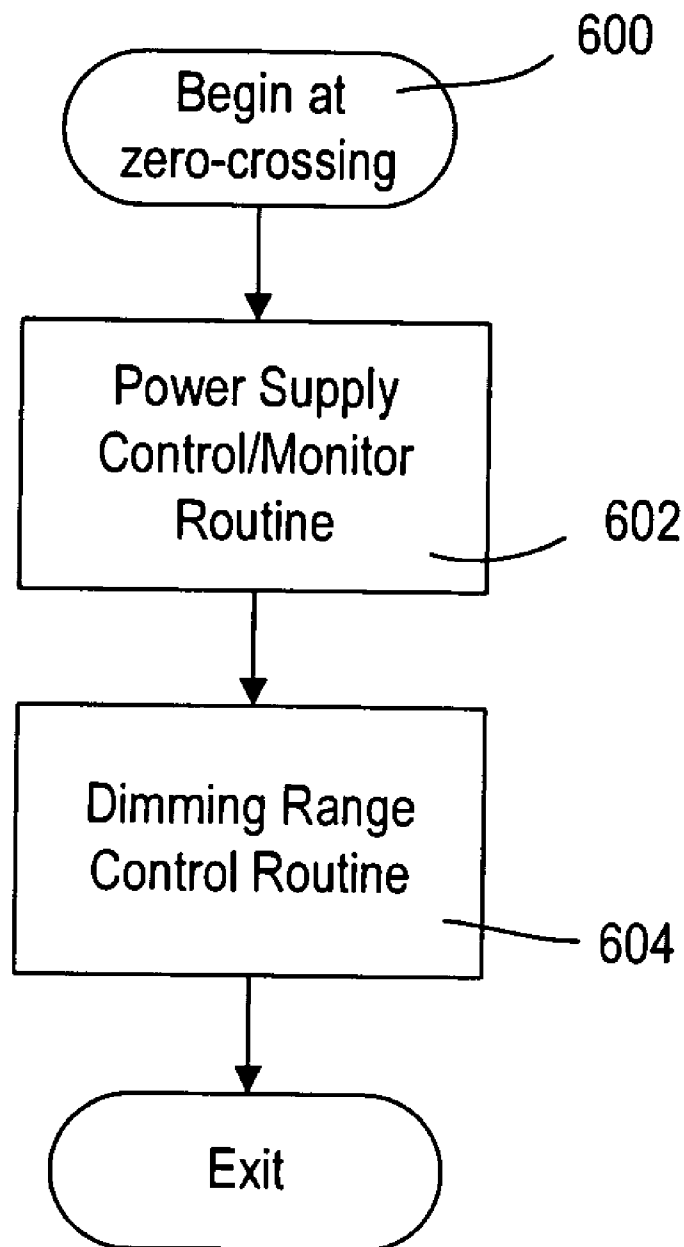 600
Begin at
zero-crossing
Power Supply
Control/Monitor
Routine
602
Dimming Range
Control Routine
604
Exit